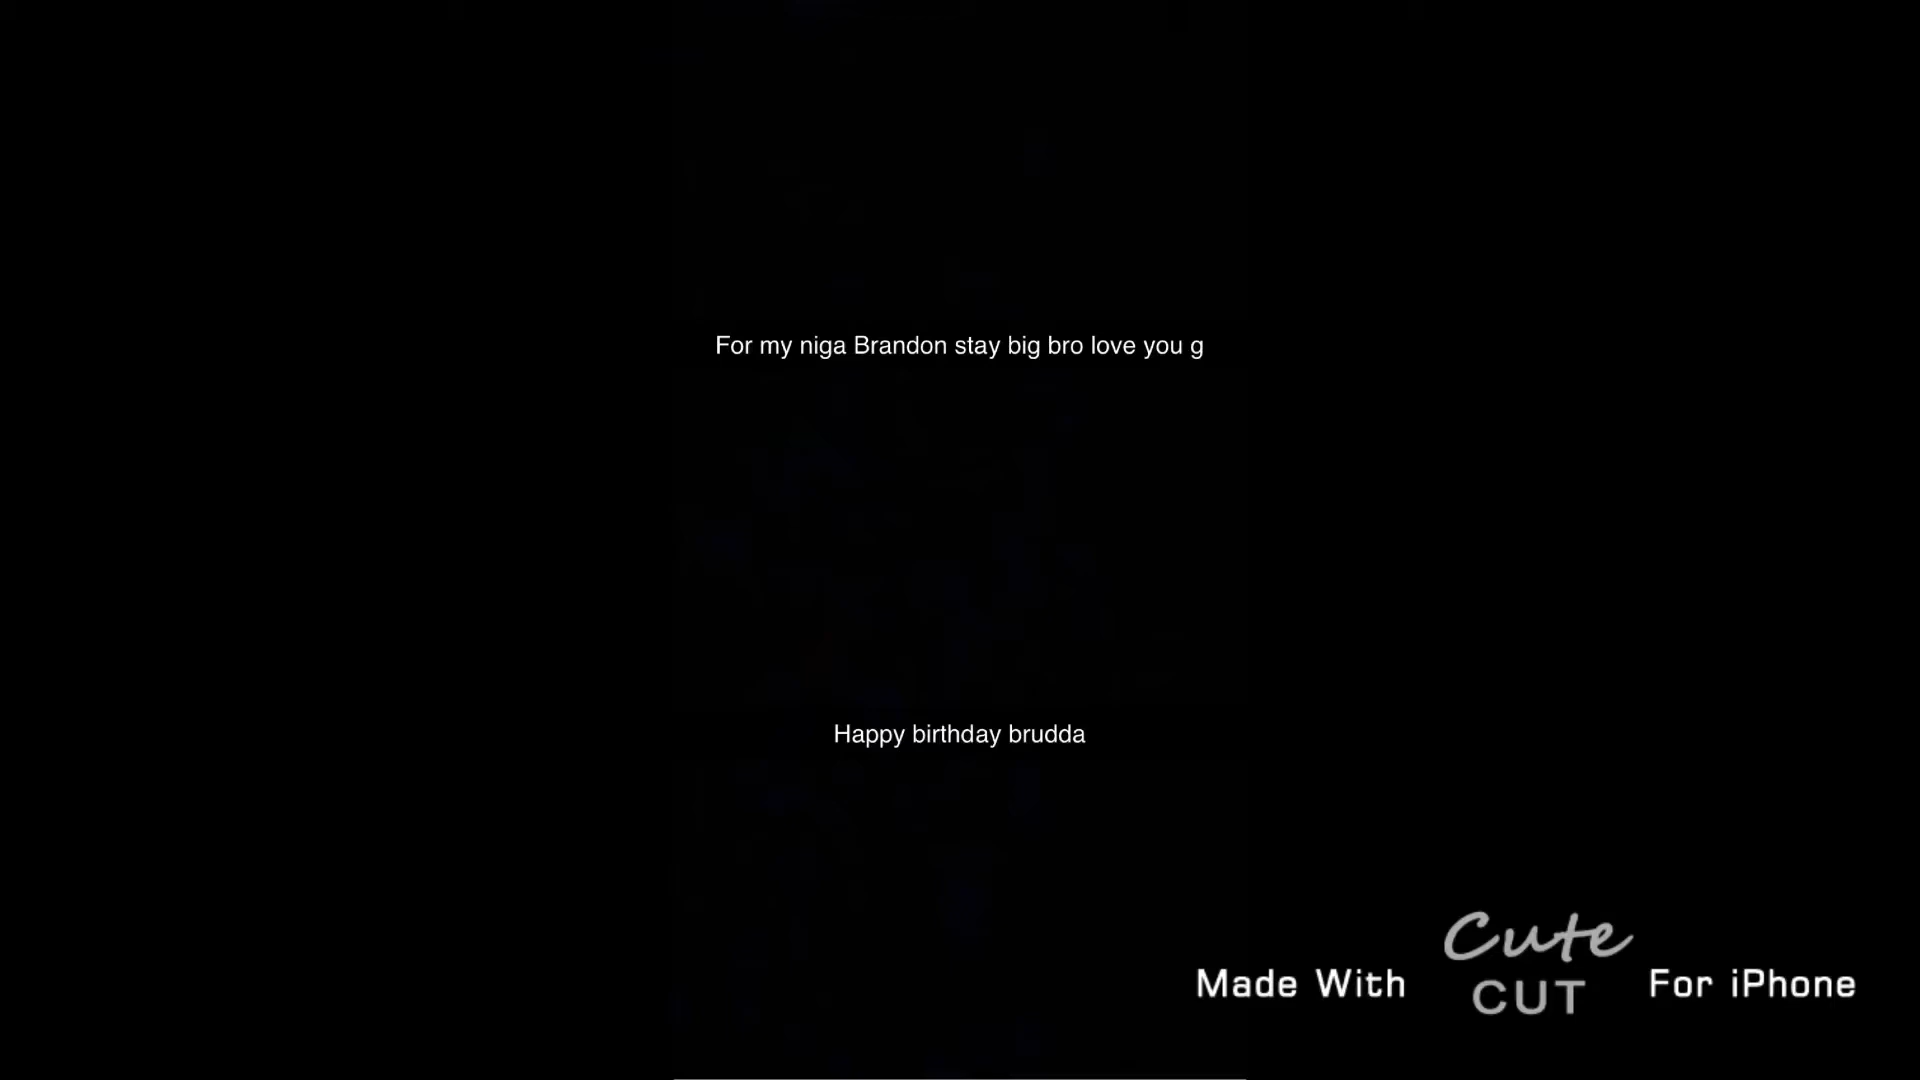 For my niga Brandon stay big bro love you g
Happy birthday brudda
Made With Cute CUT For iPhone